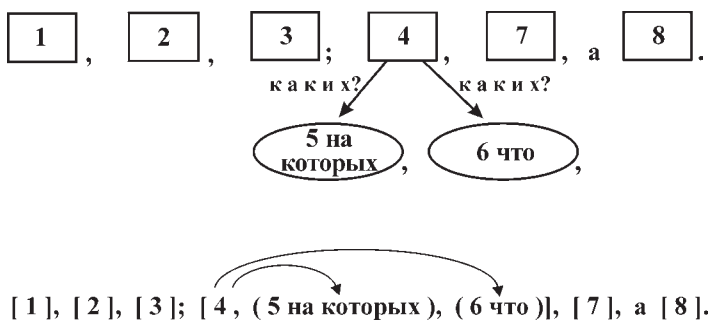 1 , 2 , 3 ; 4 , 7 , а 8 .
каких? каких?
5 на 
которых , 6 что ,
[ 1 ], [ 2 ], [ 3 ]; [ 4 , ( 5 на которых ), ( 6 что )], [ 7 ], а [ 8 ].